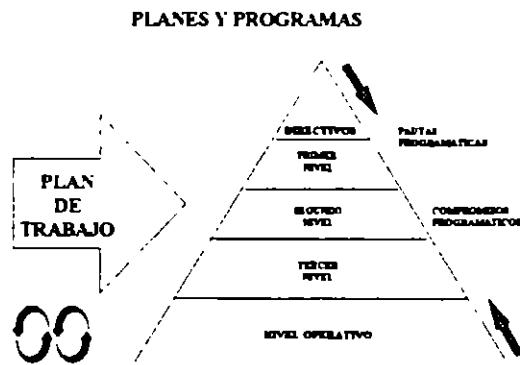 PLANES Y PROGRAMAS
DIRECTIVOS
PAUTAS
PROGRAMATICAS
PRIMER
NIVEL
PLAN
DE
TRABAJO
SEGUNDO
NIVEL
COMPROMISOS
PROGRAMATICOS
TERCER
NIVEL
NIVEL OPERATIVO